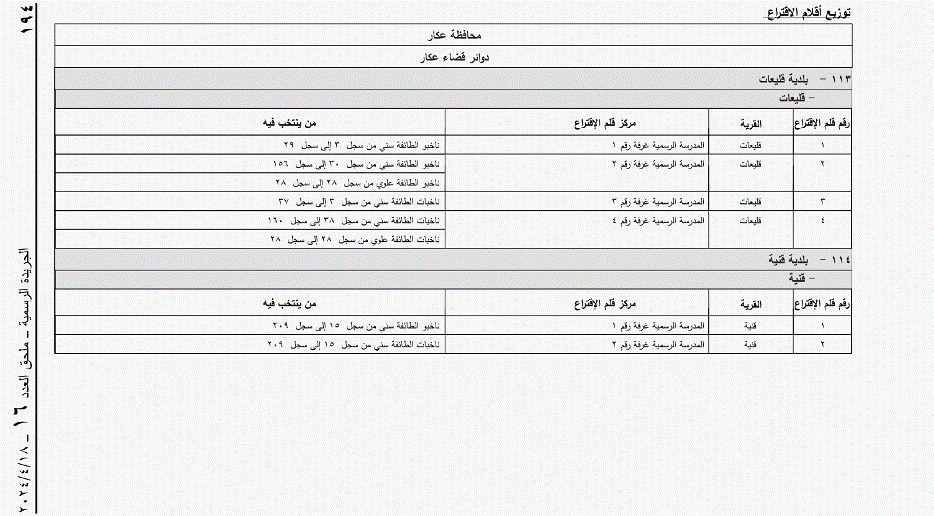 توزيع أقلام الاقتراع
محافظة عكار
دوائر قضاء عكار
١١٣ - بلدية قليعات
- قليعات
رقم قلم الإقتراع القرية مركز قلم الإقتراع من ينتخب فيه
١ قليعات المدرسة الرسمية غرفة رقم ١ ناخبو الطائفة سني من سجل ٣ إلى سجل ٢٩
٢ قليعات المدرسة الرسمية غرفة رقم ٢ ناخبو الطائفة سني من سجل ٣٠ إلى سجل ١٥٦
ناخبو الطائفة علوي من سجل ٢٨ إلى سجل ٢٨
٣ قليعات المدرسة الرسمية غرفة رقم ٣ ناخبات الطائفة سني من سجل ٣ إلى سجل ٣٧
٤ قليعات المدرسة الرسمية غرفة رقم ٤ ناخبات الطائفة سني من سجل ٣٨ إلى سجل ١٦٠
ناخبات الطائفة علوي من سجل ٢٨ إلى سجل ٢٨
١١٤ - بلدية قنية
- قنية
رقم قلم الإقتراع القرية مركز قلم الإقتراع من ينتخب فيه
١ قنية المدرسة الرسمية غرفة رقم ١ ناخبو الطائفة سني من سجل ١٥ إلى سجل ٢٠٩
٢ قنية المدرسة الرسمية غرفة رقم ٢ ناخبات الطائفة سني من سجل ١٥ إلى سجل ٢٠٩
١٩٤
الجريدة الرسمية – ملحق العدد ١٦ – ٢٠٢٤/٤/١٨